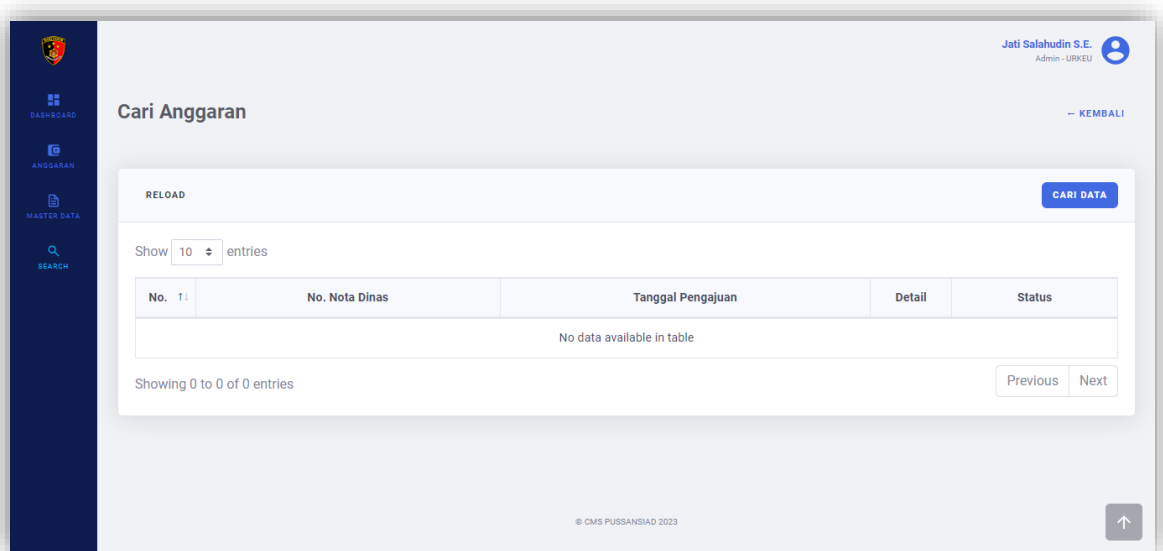 Jati Salahudin S.E.
Admin - URKEU
DASHBOARD
ANGGARAN
MASTER DATA
SEARCH
Cari Anggaran
← KEMBALI
RELOAD
CARI DATA
Show 10 entries
No. No. Nota Dinas Tanggal Pengajuan Detail Status
No data available in table
Showing 0 to 0 of 0 entries
Previous Next
© CMS PUSSANSIAD 2023